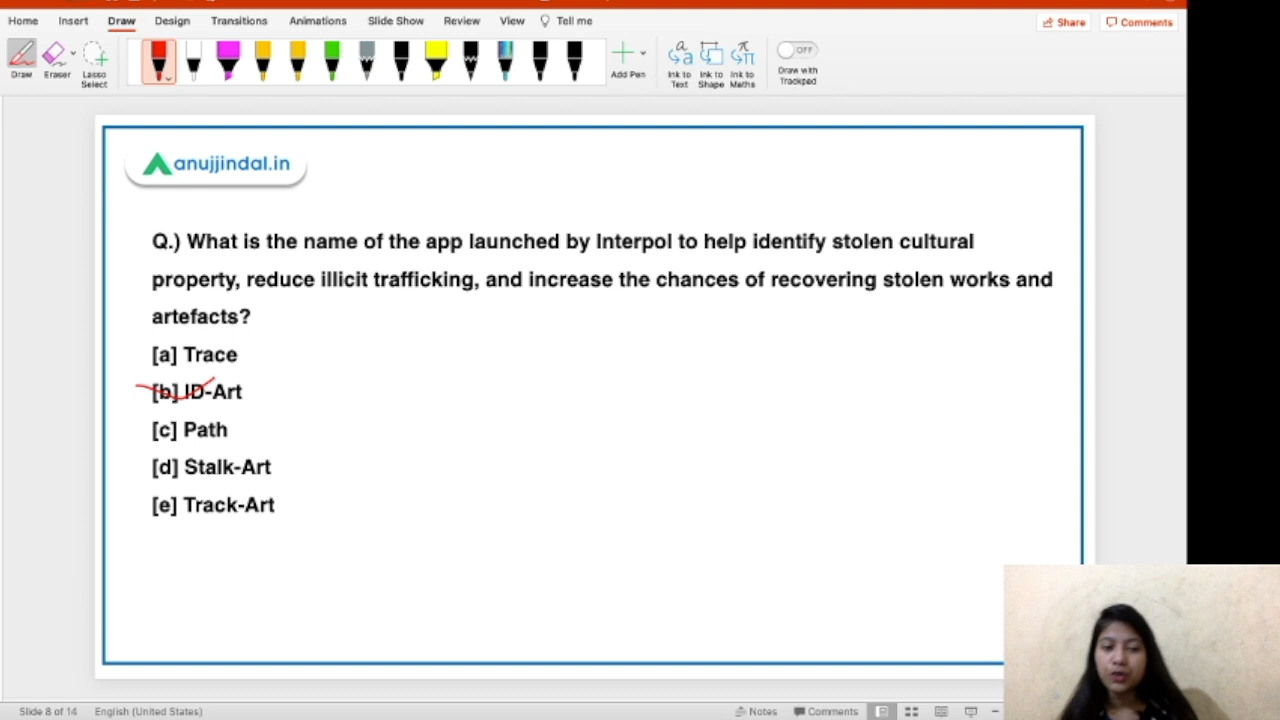 Home Insert Draw Design Transitions Animations Slide Show Review View Tell me Share Comments
Draw Eraser Lasso Select Add Pen Ink to Text Ink to Shape Ink to Maths OFF Draw with Trackpad
anujjindal.in
Q.) What is the name of the app launched by Interpol to help identify stolen cultural
property, reduce illicit trafficking, and increase the chances of recovering stolen works and
artefacts?
[a] Trace
[b] ID-Art
[c] Path
[d] Stalk-Art
[e] Track-Art
Slide 8 of 14 English (United States) Notes Comments